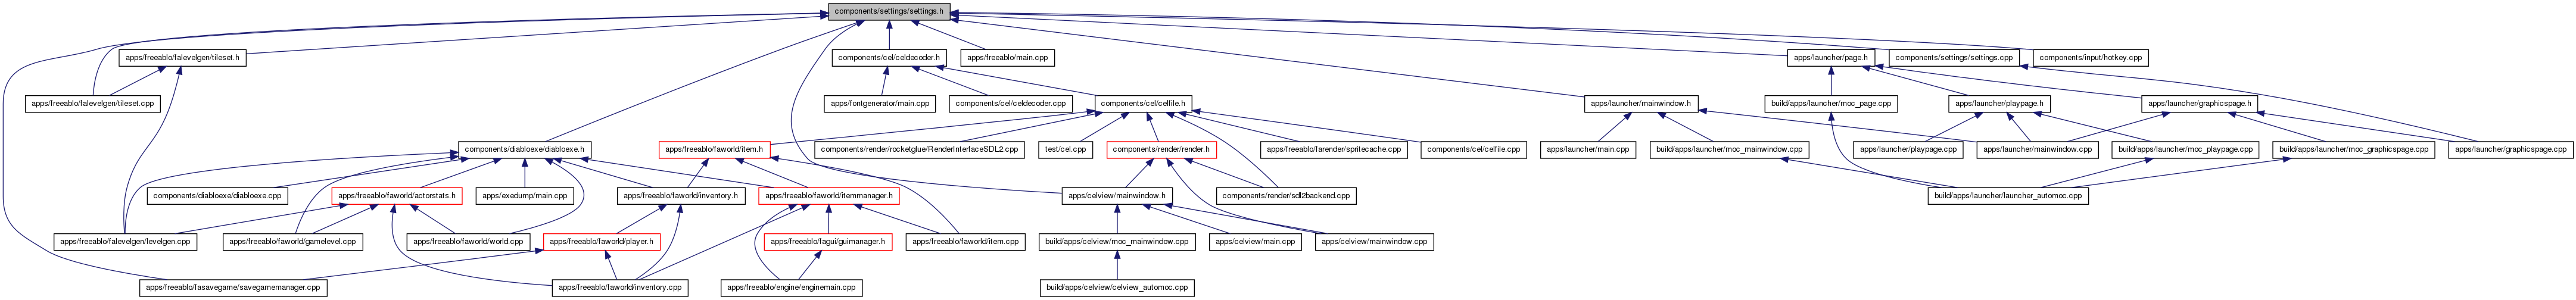 components/settings/settings.h
apps/freeablo/falevelgen/tileset.h
components/cel/celdecoder.h
apps/freeablo/main.cpp
apps/launcher/page.h
components/settings/settings.cpp
components/input/hotkey.cpp
apps/freeablo/falevelgen/tileset.cpp
apps/fontgenerator/main.cpp
components/cel/celdecoder.cpp
components/cel/celfile.h
apps/launcher/mainwindow.h
build/apps/launcher/moc_page.cpp
apps/launcher/playpage.h
apps/launcher/graphicspage.h
components/diabloexe/diabloexe.h
apps/freeablo/faworld/item.h
components/render/rocketglue/RenderInterfaceSDL2.cpp
test/cel.cpp
components/render/render.h
apps/freeablo/farender/spritecache.cpp
components/cel/celfile.cpp
apps/launcher/main.cpp
build/apps/launcher/moc_mainwindow.cpp
apps/launcher/playpage.cpp
apps/launcher/mainwindow.cpp
build/apps/launcher/moc_playpage.cpp
build/apps/launcher/moc_graphicspage.cpp
apps/launcher/graphicspage.cpp
components/diabloexe/diabloexe.cpp
apps/freeablo/faworld/actorstats.h
apps/exedump/main.cpp
apps/freeablo/faworld/inventory.h
apps/freeablo/faworld/itemmanager.h
apps/celview/mainwindow.h
components/render/sdl2backend.cpp
build/apps/launcher/launcher_automoc.cpp
apps/freeablo/falevelgen/levelgen.cpp
apps/freeablo/faworld/gamelevel.cpp
apps/freeablo/faworld/world.cpp
apps/freeablo/faworld/player.h
apps/freeablo/fagui/guimanager.h
apps/freeablo/faworld/item.cpp
build/apps/celview/moc_mainwindow.cpp
apps/celview/main.cpp
apps/celview/mainwindow.cpp
apps/freeablo/fasavegame/savegamemanager.cpp
apps/freeablo/faworld/inventory.cpp
apps/freeablo/engine/enginemain.cpp
build/apps/celview/celview_automoc.cpp